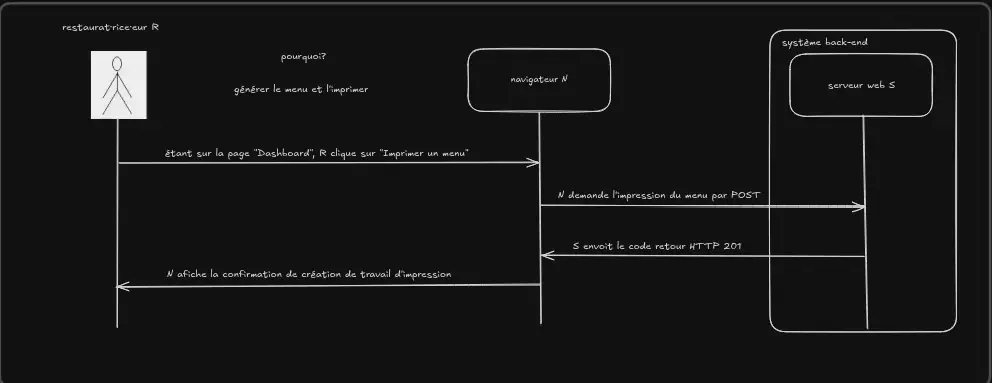 restaurat·rice·eur R
pourquoi?
générer le menu et l'imprimer
navigateur N
système back-end
serveur web S
étant sur la page "Dashboard", R clique sur "Imprimer un menu"
N demande l'impression du menu par POST
S envoit le code retour HTTP 201
N afiche la confirmation de création de travail d'impression